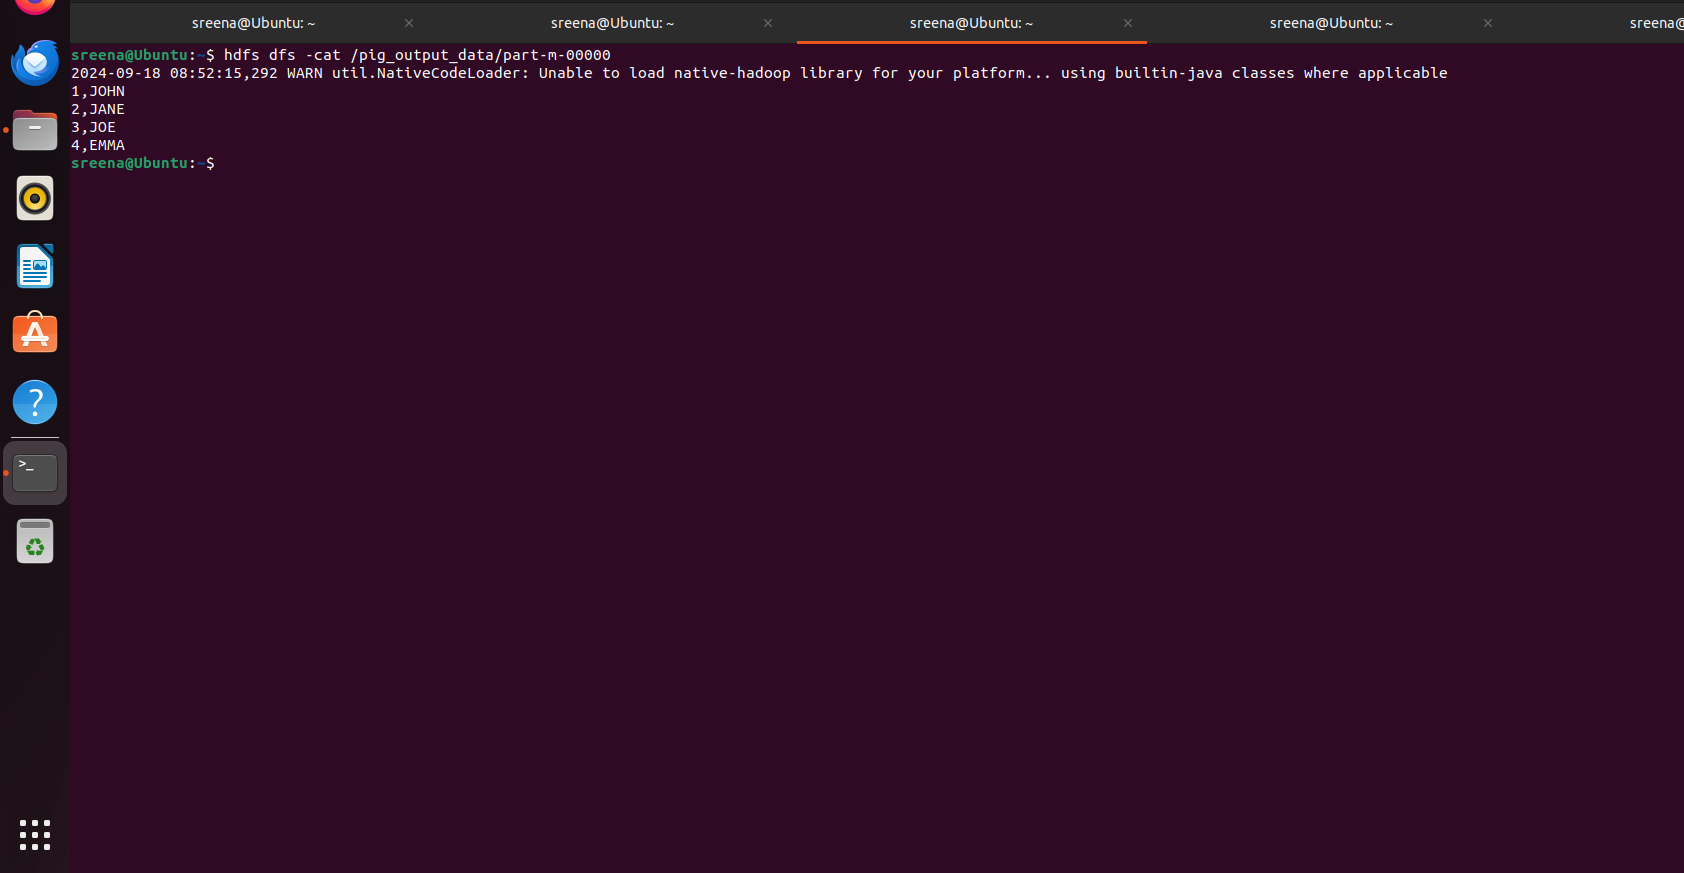 sreena@Ubuntu: ~ × sreena@Ubuntu: ~ × sreena@Ubuntu: ~ × sreena@Ubuntu: ~ × sreena@
sreena@Ubuntu:~$ hdfs dfs -cat /pig_output_data/part-m-00000
2024-09-18 08:52:15,292 WARN util.NativeCodeLoader: Unable to load native-hadoop library for your platform... using builtin-java classes where applicable
1,JOHN
2,JANE
3,JOE
4,EMMA
sreena@Ubuntu:~$